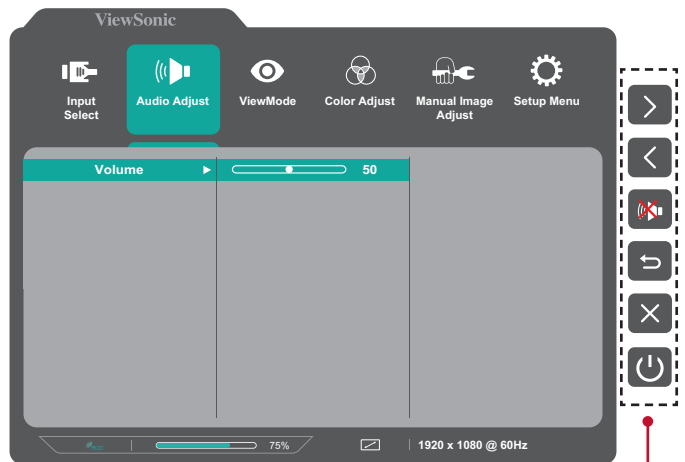 ViewSonic
Input
Select
Audio Adjust
ViewMode
Color Adjust
Manual Image
Adjust
Setup Menu
Volume
50
75%
1920 x 1080 @ 60Hz